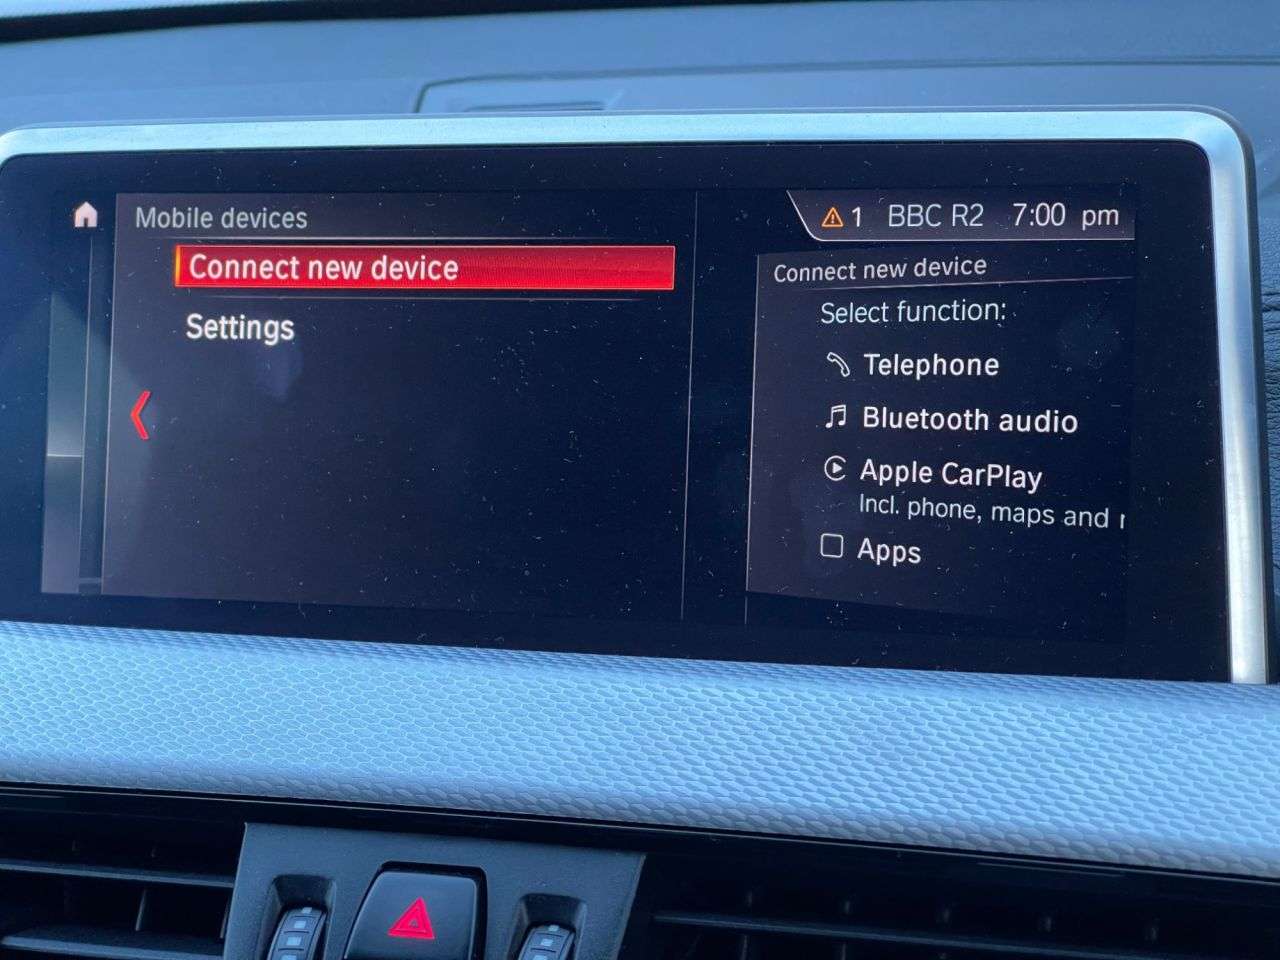 Mobile devices
Connect new device
Settings
1 BBC R2 7:00 pm
Connect new device
Select function:
Telephone
Bluetooth audio
Apple CarPlay
Incl. phone, maps and
Apps